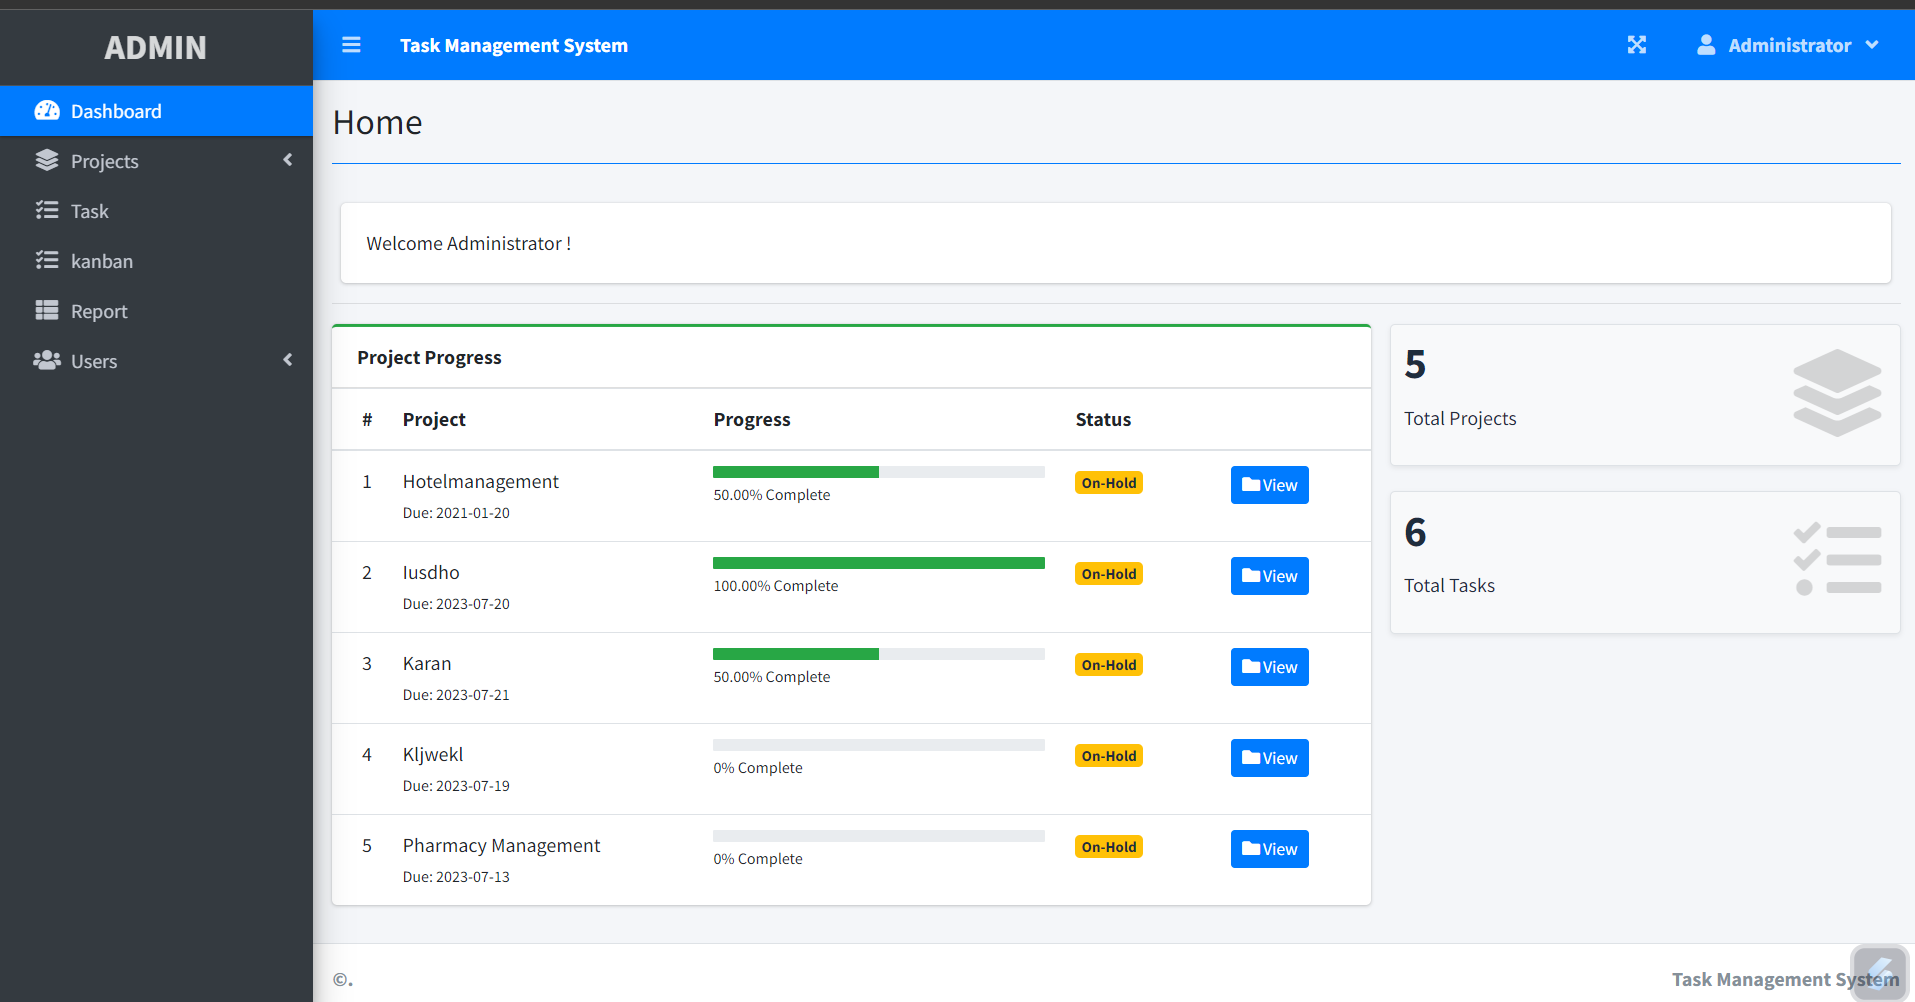 ADMIN
Task Management System
Administrator
Dashboard
Projects
Task
kanban
Report
Users
Home
Welcome Administrator !
Project Progress
# Project Progress Status
1 Hotelmanagement 50.00% Complete On-Hold View
Due: 2021-01-20
2 Iusdho 100.00% Complete On-Hold View
Due: 2023-07-20
3 Karan 50.00% Complete On-Hold View
Due: 2023-07-21
4 Kljwekl 0% Complete On-Hold View
Due: 2023-07-19
5 Pharmacy Management 0% Complete On-Hold View
Due: 2023-07-13
5
Total Projects
6
Total Tasks
©.
Task Management System